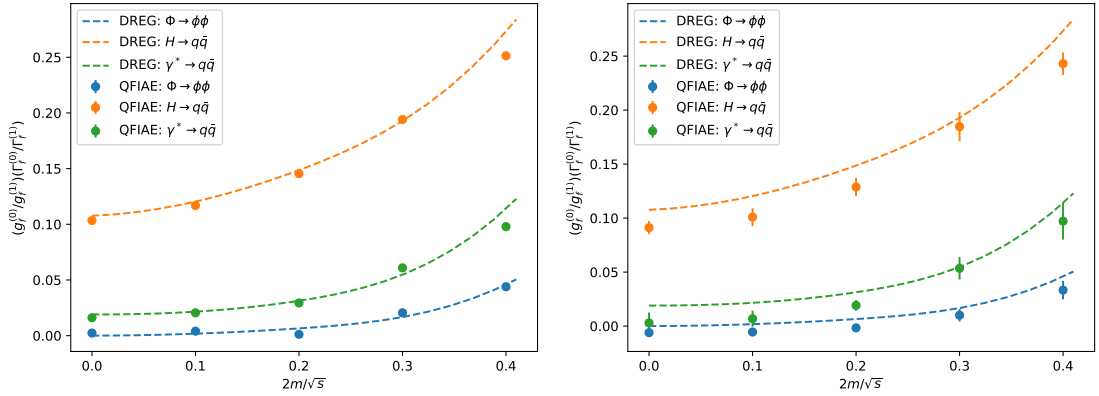 DREG: Φ → ϕϕ
DREG: H → qq̄
DREG: γ* → qq̄
QFIAE: Φ → ϕϕ
QFIAE: H → qq̄
QFIAE: γ* → qq̄
0.25
0.20
0.15
0.10
0.05
0.00
(g_f^(0)/g_f^(1))(Γ_f^(0)/Γ_f^(1))
0.0 0.1 0.2 0.3 0.4
2m/√s
DREG: Φ → ϕϕ
DREG: H → qq̄
DREG: γ* → qq̄
QFIAE: Φ → ϕϕ
QFIAE: H → qq̄
QFIAE: γ* → qq̄
0.25
0.20
0.15
0.10
0.05
0.00
(g_f^(0)/g_f^(1))(Γ_f^(0)/Γ_f^(1))
0.0 0.1 0.2 0.3 0.4
2m/√s